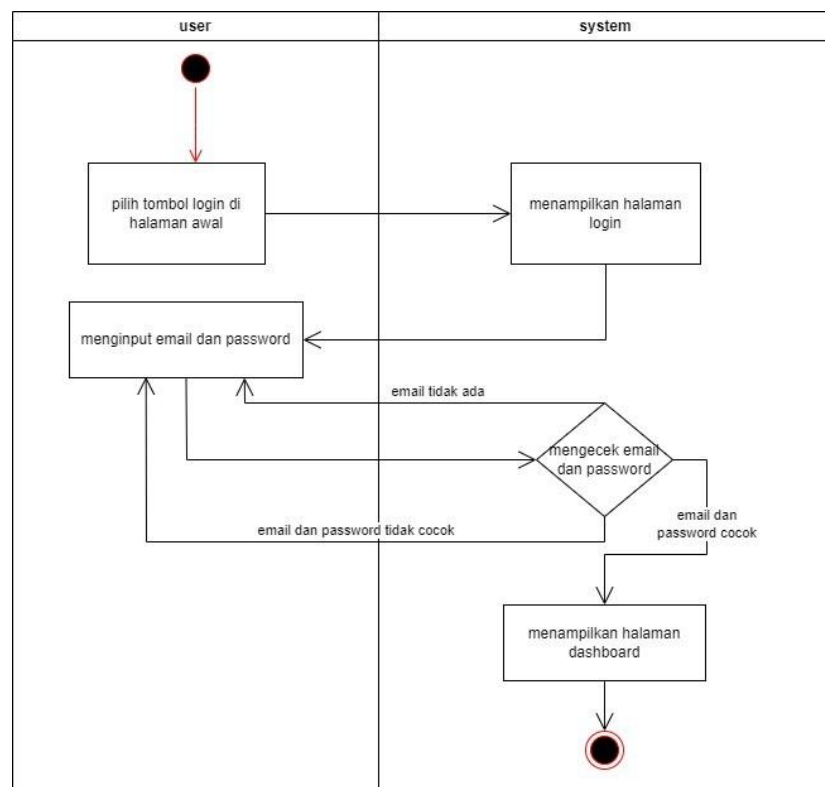 user
system
pilih tombol login di
halaman awal
menampilkan halaman
login
menginput email dan password
email tidak ada
mengecek email
dan password
email dan password tidak cocok
email dan
password cocok
menampilkan halaman
dashboard